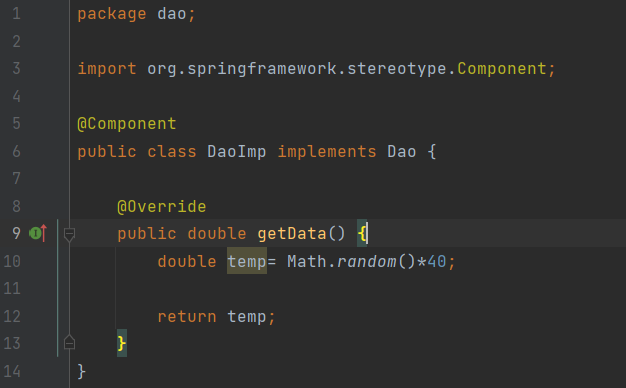 1 package dao;
2
3 import org.springframework.stereotype.Component;
4
5 @Component
6 public class DaoImp implements Dao {
7
8 @Override
9 public double getData() {
10 double temp= Math.random()*40;
11
12 return temp;
13 }
14 }